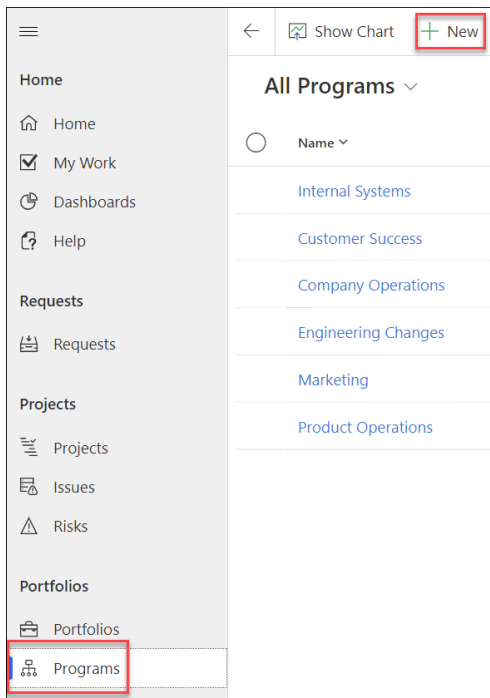 Home
Home
My Work
Dashboards
Help
Requests
Requests
Projects
Projects
Issues
Risks
Portfolios
Portfolios
Programs
Show Chart
New
All Programs
Name
Internal Systems
Customer Success
Company Operations
Engineering Changes
Marketing
Product Operations